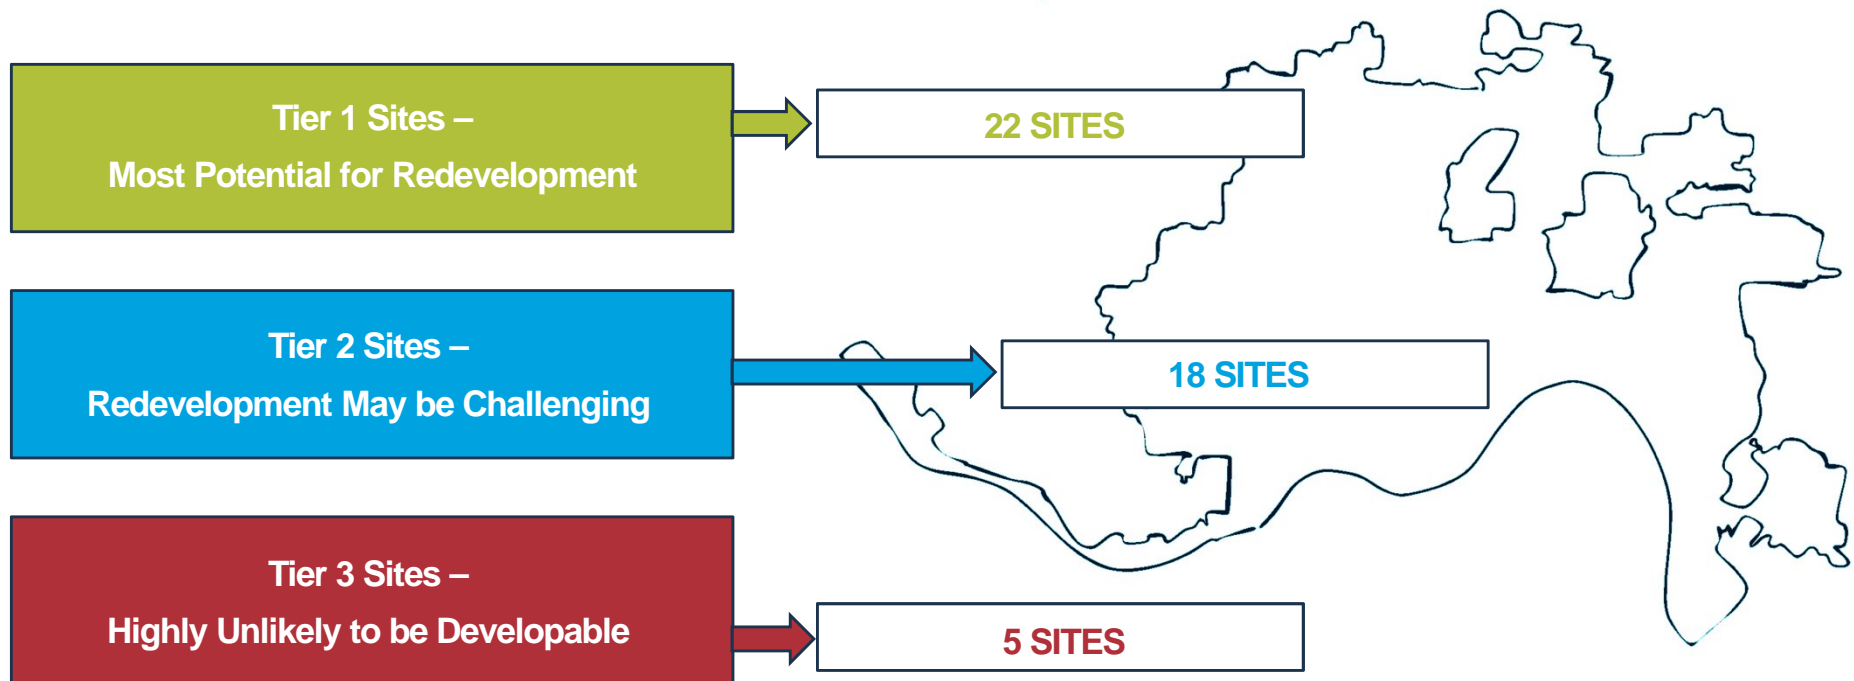 Tier 1 Sites –
Most Potential for Redevelopment
22 SITES
Tier 2 Sites –
Redevelopment May be Challenging
18 SITES
Tier 3 Sites –
Highly Unlikely to be Developable
5 SITES